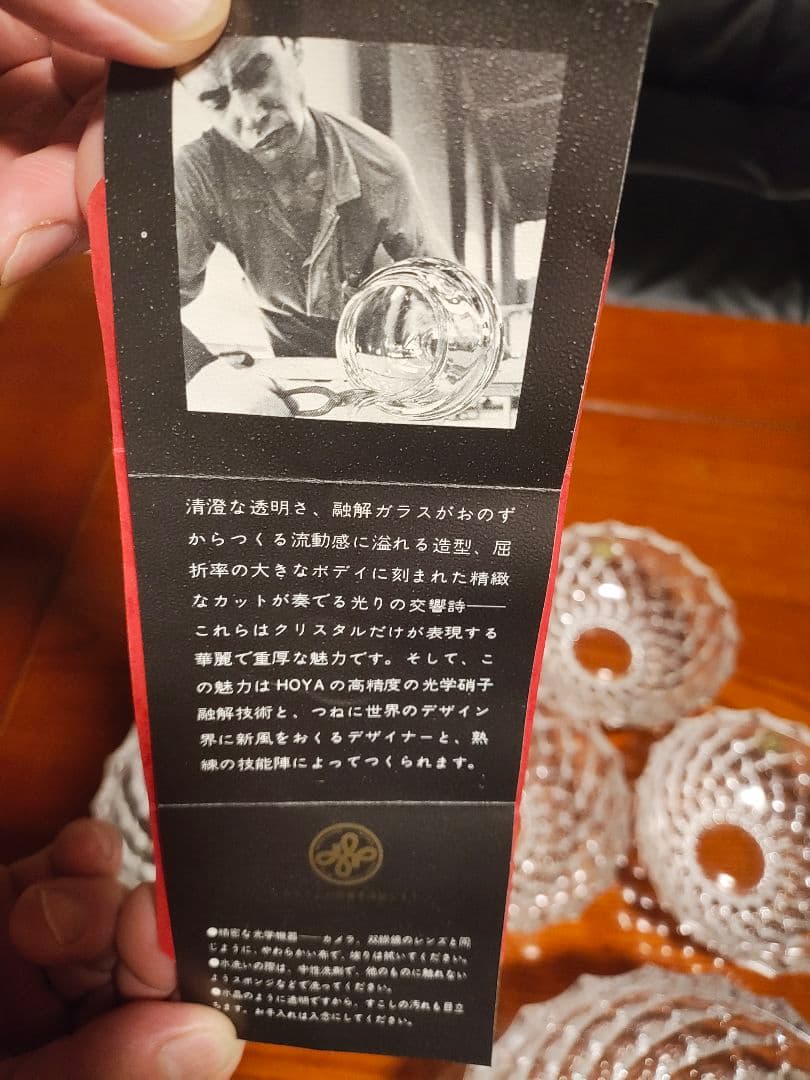 清澄な透明さ、融解ガラスがおのず
からつくる流動感に溢れる造型、屈
折率の大きなボディに刻まれた精緻
なカットが奏でる光りの交響詩──
これらはクリスタルだけが表現する
華麗で重厚な魅力です。そして、こ
の魅力はHOYAの高精度の光学硝子
融解技術と、つねに世界のデザイン
界に新風をおくるデザイナーと、熟
練の技能陣によってつくられます。
●精密な光学機器──カメラ、双眼鏡のレンズと同
じように、やわらかい布で、塵りは拭いてください。
●水洗いの際は、中性洗剤で、他のものに触れない
ようスポンジなどで洗ってください。
●水晶のように透明ですから、すこしの汚れも目立
ちます。お手入れは入念にしてください。